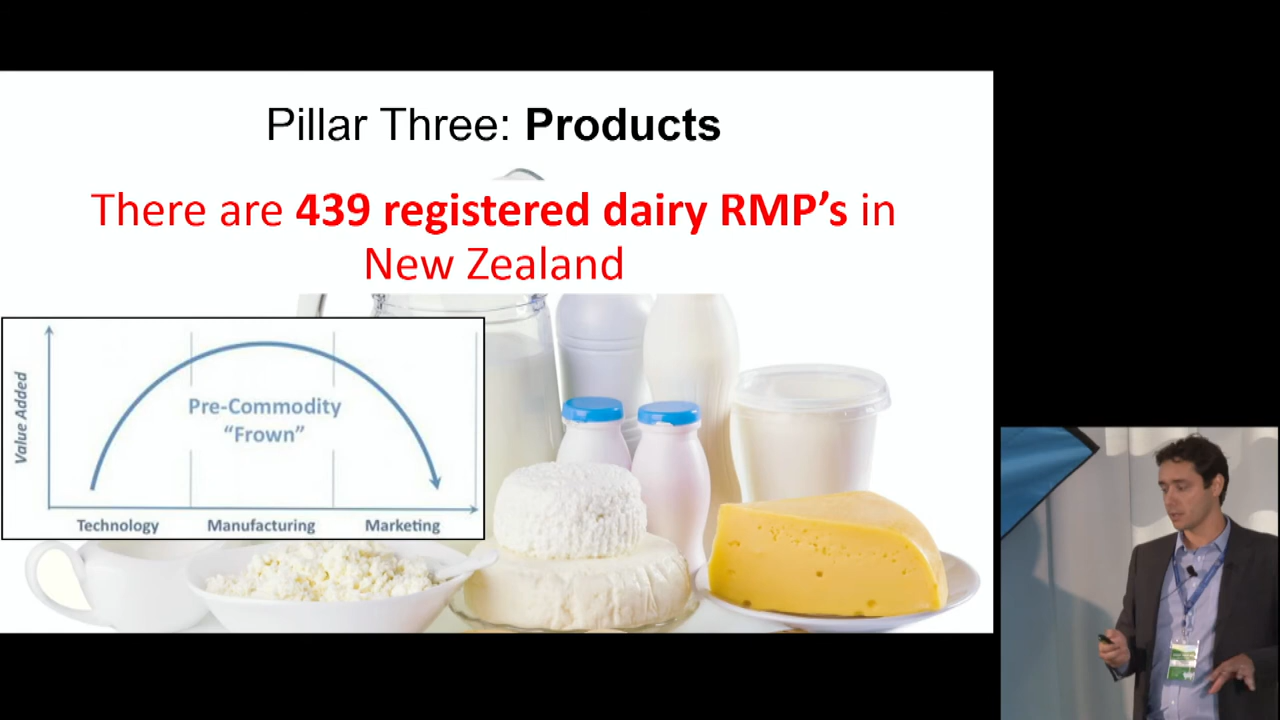 Pillar Three: Products
There are 439 registered dairy RMP's in
New Zealand
Value Added
Pre-Commodity
“Frown”
Technology
Manufacturing
Marketing